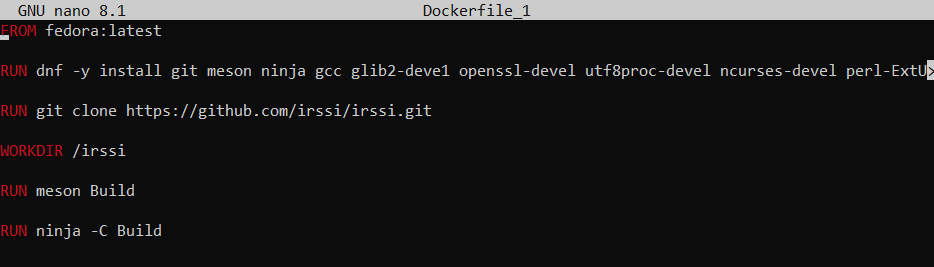 GNU nano 8.1 Dockerfile_1
FROM fedora:latest
RUN dnf -y install git meson ninja gcc glib2-deve1 openssl-devel utf8proc-devel ncurses-devel perl-ExtU>
RUN git clone https://github.com/irssi/irssi.git
WORKDIR /irssi
RUN meson Build
RUN ninja -C Build